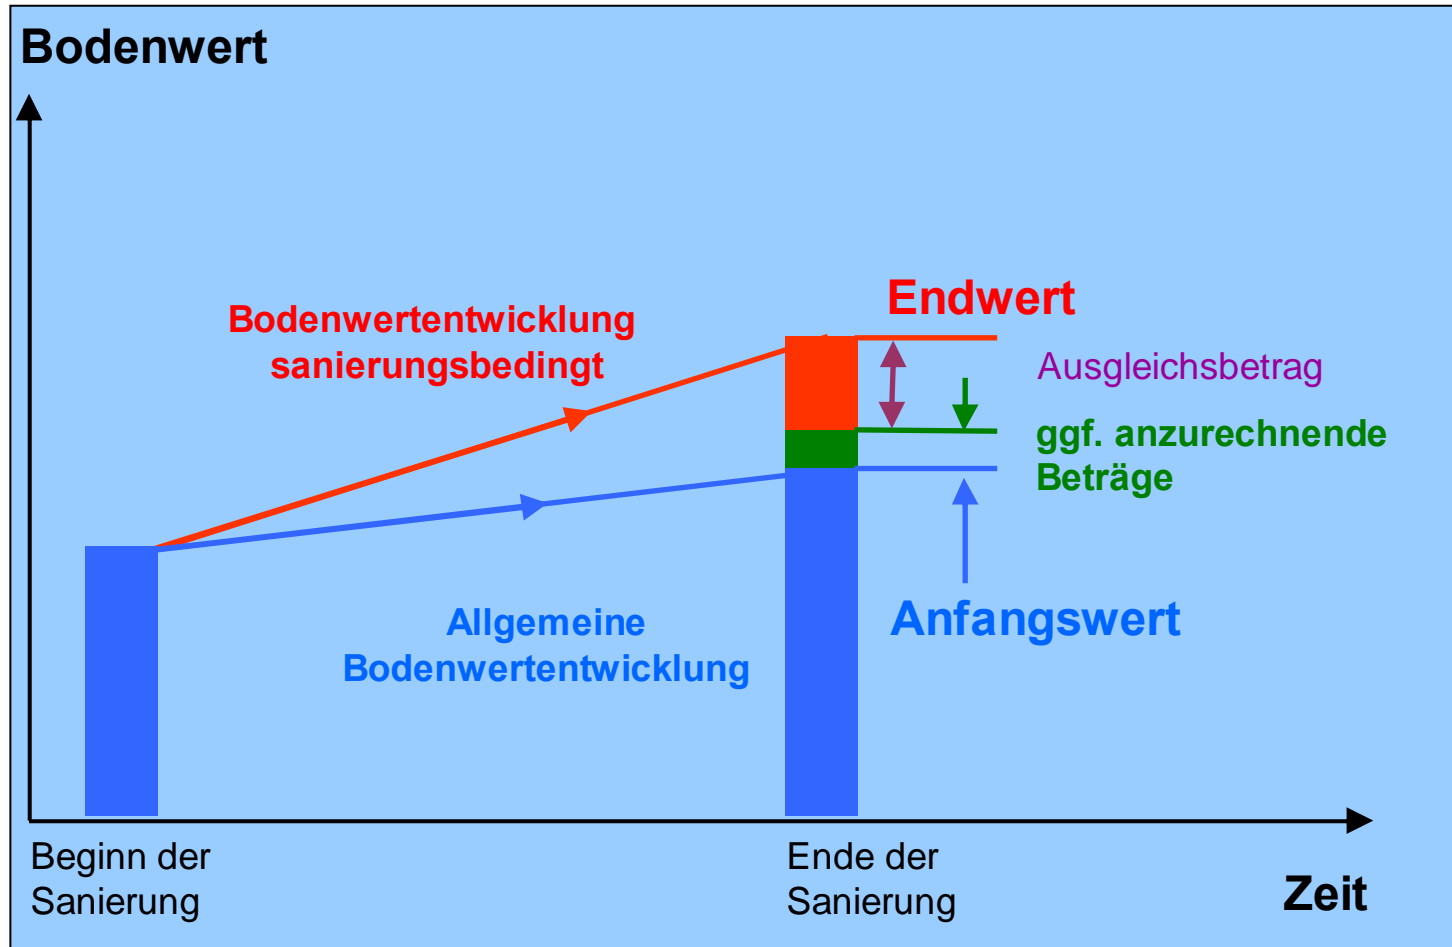 Bodenwert
Endwert
Bodenwertentwicklung
sanierungsbedingt
Ausgleichsbetrag
ggf. anzurechnende
Beträge
Anfangswert
Allgemeine
Bodenwertentwicklung
Beginn der
Sanierung
Ende der
Sanierung
Zeit